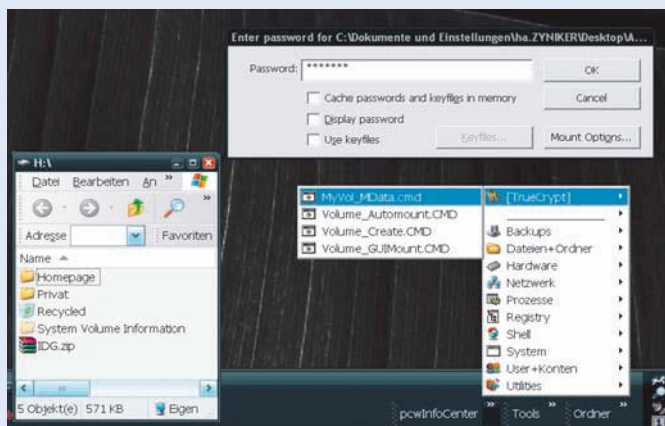 Enter password for C:\Dokumente und Einstellungen\ha.ZYNIKER\Desktop\A...
Password: *******
OK
Cache passwords and keyfiles in memory
Cancel
Display password
Use keyfiles
Keyfiles...
Mount Options...
H:\
Datei Bearbeiten An »
»
Adresse Favoriten
Name
Homepage
Privat
Recycled
System Volume Information
IDG.zip
5 Objekt(e) 571 KB Eigen
MyVol_MData.cmd
Volume_Automount.CMD
Volume_Create.CMD
Volume_GUIMount.CMD
[TrueCrypt]
Backups
Dateien+Ordner
Hardware
Netzwerk
Prozesse
Registry
Shell
System
User+Konten
Utilities
pcwInfoCenter » Tools » Ordner »